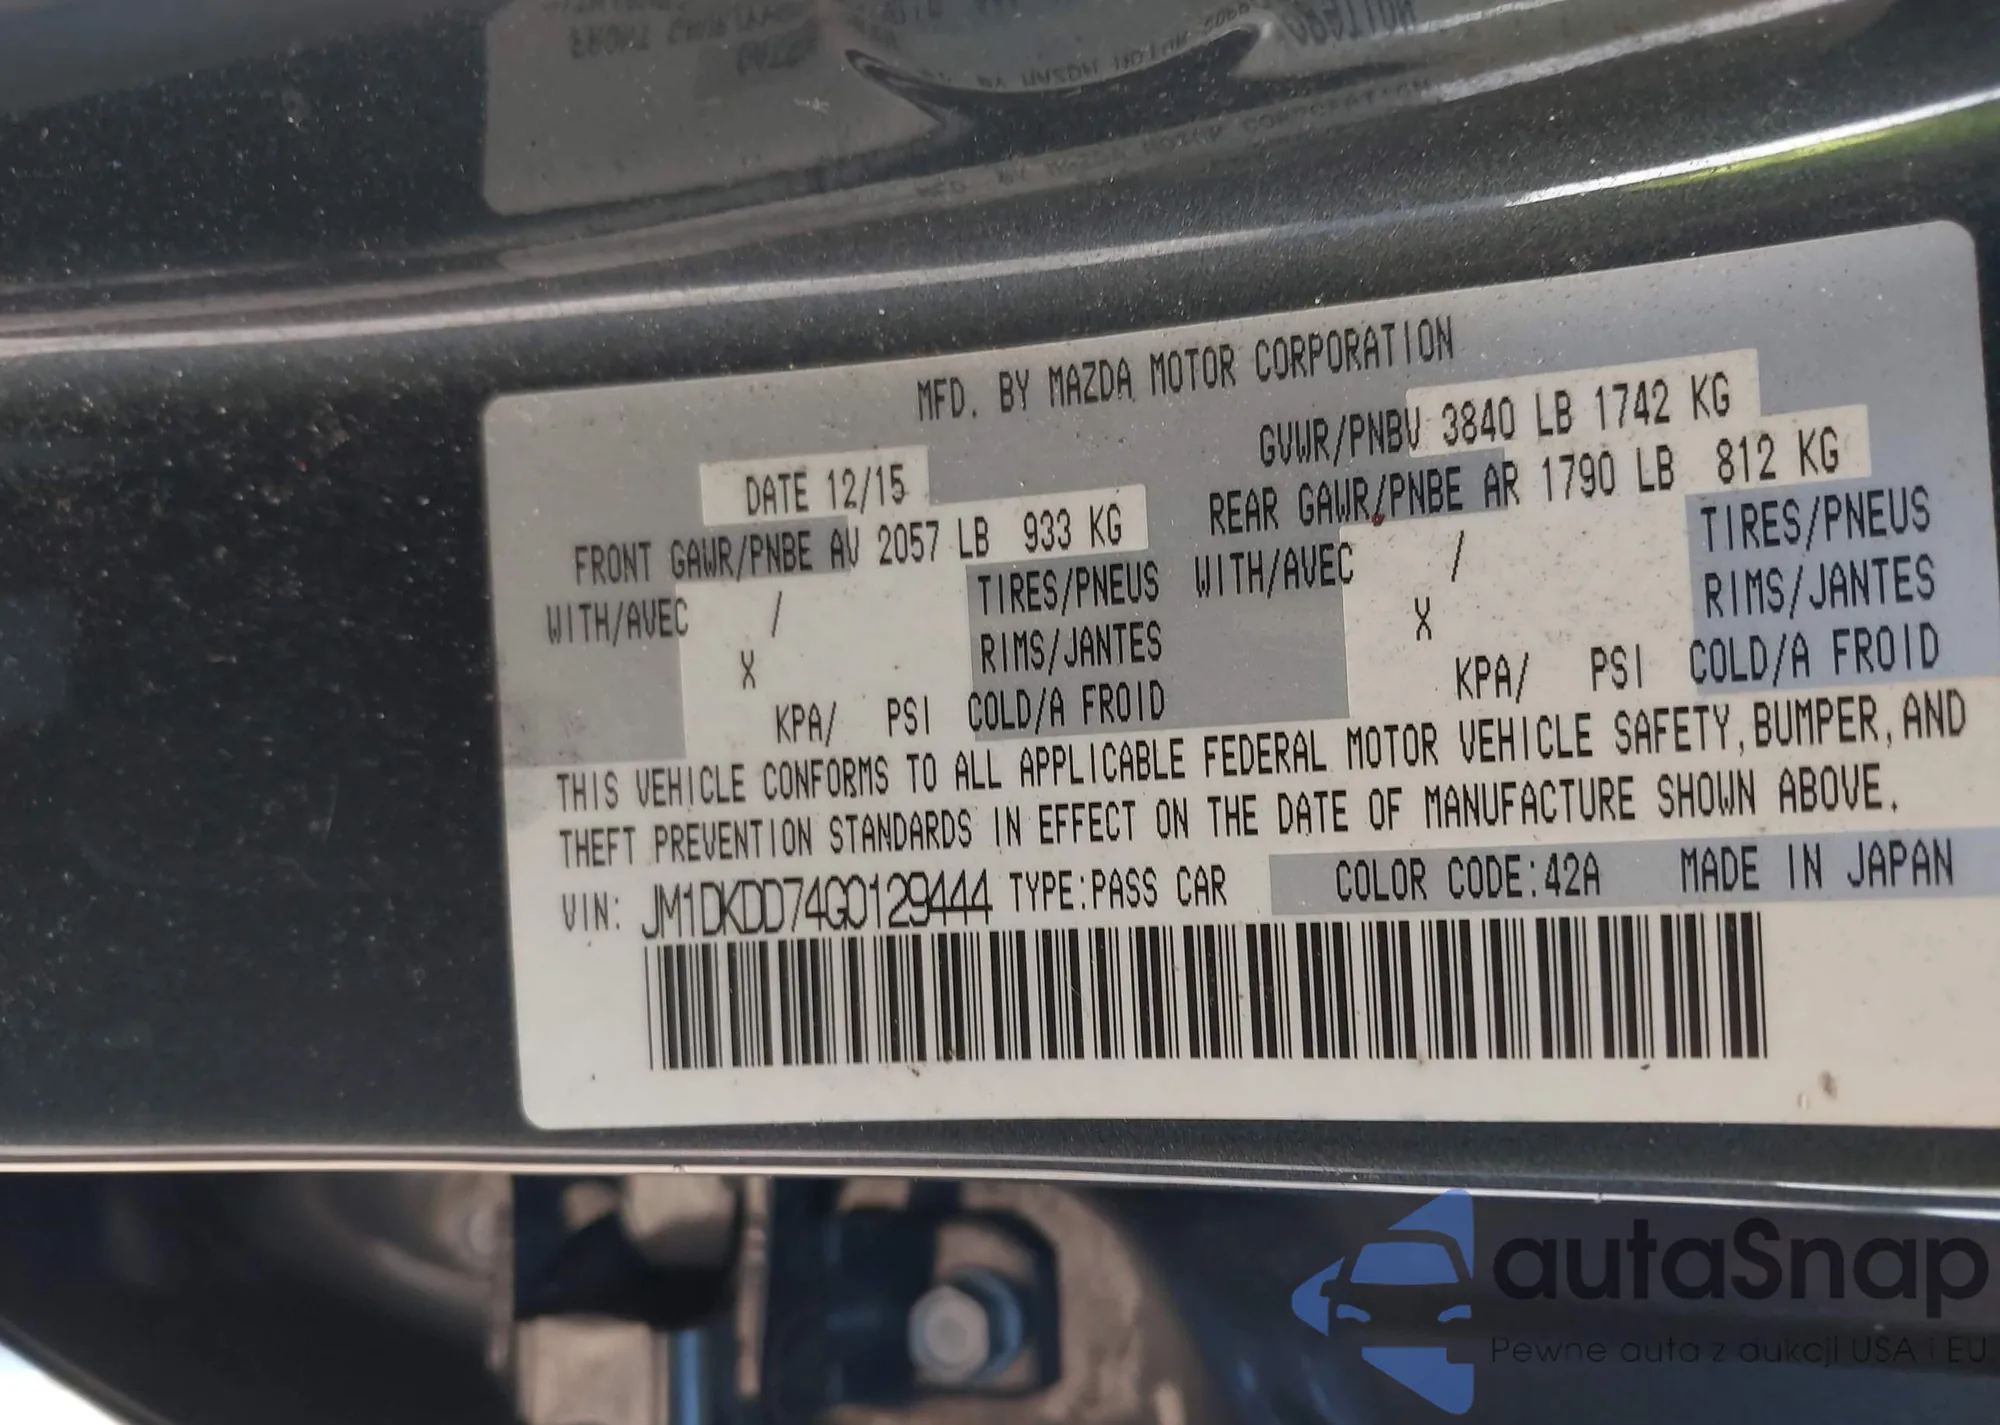 MFD. BY MAZDA MOTOR CORPORATION
DATE 12/15 GVWR/PNBV 3840 LB 1742 KG
FRONT GAWR/PNBE AV 2057 LB 933 KG REAR GAWR/PNBE AR 1790 LB 812 KG
WITH/AVEC / TIRES/PNEUS WITH/AVEC / TIRES/PNEUS
X RIMS/JANTES X RIMS/JANTES
KPA/ PSI COLD/A FROID KPA/ PSI COLD/A FROID
THIS VEHICLE CONFORMS TO ALL APPLICABLE FEDERAL MOTOR VEHICLE SAFETY, BUMPER, AND
THEFT PREVENTION STANDARDS IN EFFECT ON THE DATE OF MANUFACTURE SHOWN ABOVE.
VIN: JM1DKDD74G0129444 TYPE:PASS CAR COLOR CODE:42A MADE IN JAPAN
autaSnap
Pewne auta z aukcji USA i EU